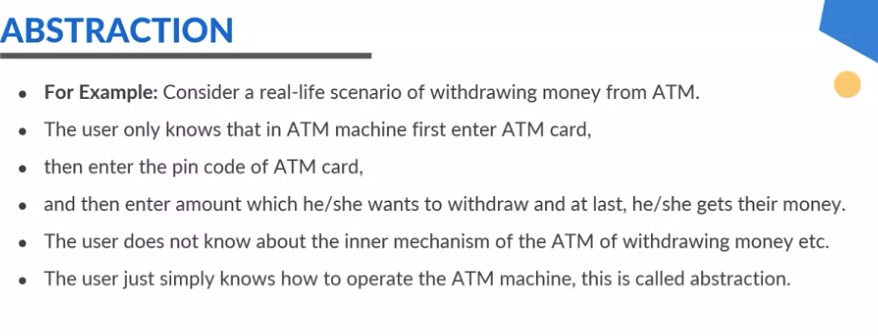 ABSTRACTION
• For Example: Consider a real-life scenario of withdrawing money from ATM.
• The user only knows that in ATM machine first enter ATM card,
• then enter the pin code of ATM card,
• and then enter amount which he/she wants to withdraw and at last, he/she gets their money.
• The user does not know about the inner mechanism of the ATM of withdrawing money etc.
• The user just simply knows how to operate the ATM machine, this is called abstraction.